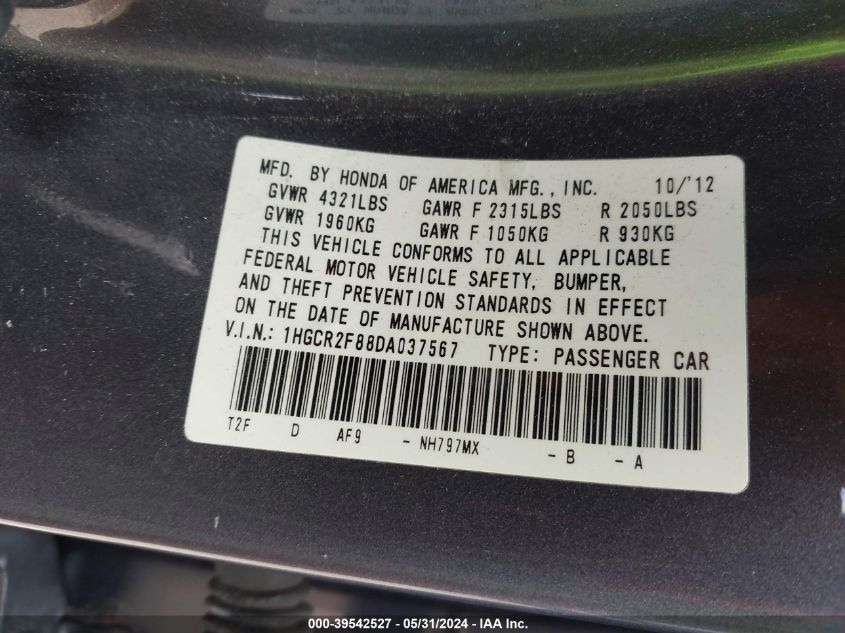 MFD. BY HONDA OF AMERICA MFG., INC. 10/'12
GVWR 4321LBS GAWR F 2315LBS R 2050LBS
GVWR 1960KG GAWR F 1050KG R 930KG
THIS VEHICLE CONFORMS TO ALL APPLICABLE
FEDERAL MOTOR VEHICLE SAFETY, BUMPER,
AND THEFT PREVENTION STANDARDS IN EFFECT
ON THE DATE OF MANUFACTURE SHOWN ABOVE.
V.I.N.: 1HGCR2F88DA037567 TYPE: PASSENGER CAR
T2F D AF9 - NH797MX - B - A
000-39542527 - 05/31/2024 - IAA Inc.